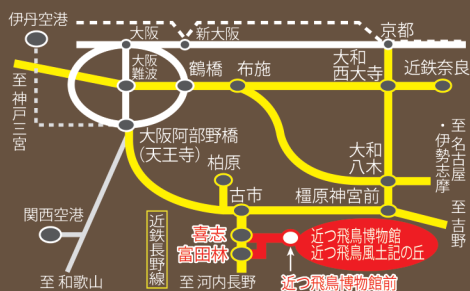 伊丹空港
大阪
新大阪
京都
大阪
難波
鶴橋
布施
大和
西大寺
近鉄奈良
至神戸三宮
大阪阿部野橋
(天王寺)
柏原
大和
八木
至名古屋
・伊勢志摩
古市
橿原神宮前
至吉野
関西空港
近鉄長野線
喜志
富田林
近つ飛鳥博物館
近つ飛鳥風土記の丘
至 和歌山
至 河内長野
近つ飛鳥博物館前